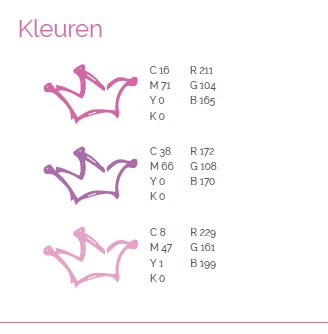 Kleuren
C 16 R 211
M 71 G 104
Y 0 B 165
K 0
C 38 R 172
M 66 G 108
Y 0 B 170
K 0
C 8 R 229
M 47 G 161
Y 1 B 199
K 0